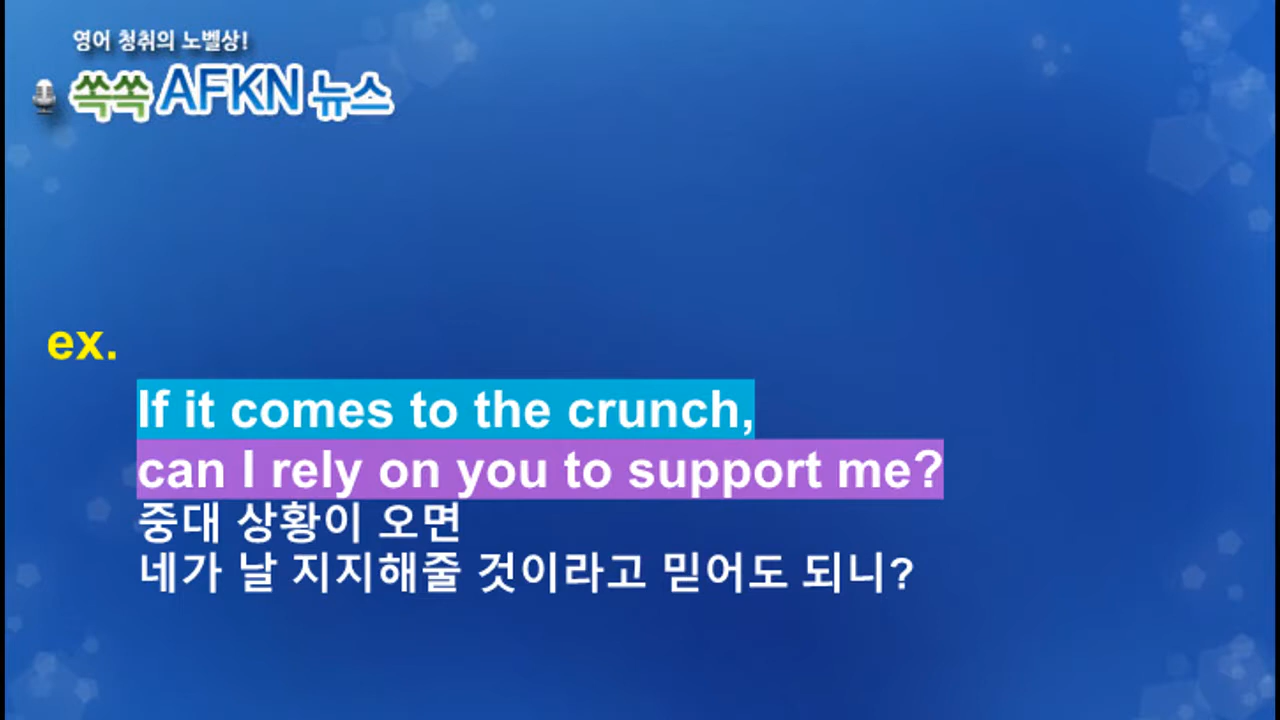 영어 청취의 노벨상!
쏙쏙 AFKN 뉴스
ex.
If it comes to the crunch,
can I rely on you to support me?
중대 상황이 오면
네가 날 지지해줄 것이라고 믿어도 되니?